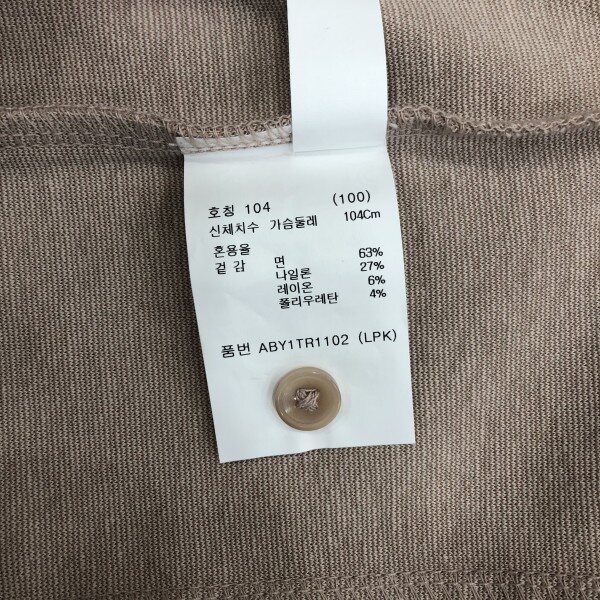 호칭 104 (100)
신체치수 가슴둘레 104Cm
혼용율
겉감 면 63%
나일론 27%
레이온 6%
폴리우레탄 4%
품번 ABY1TR1102 (LPK)